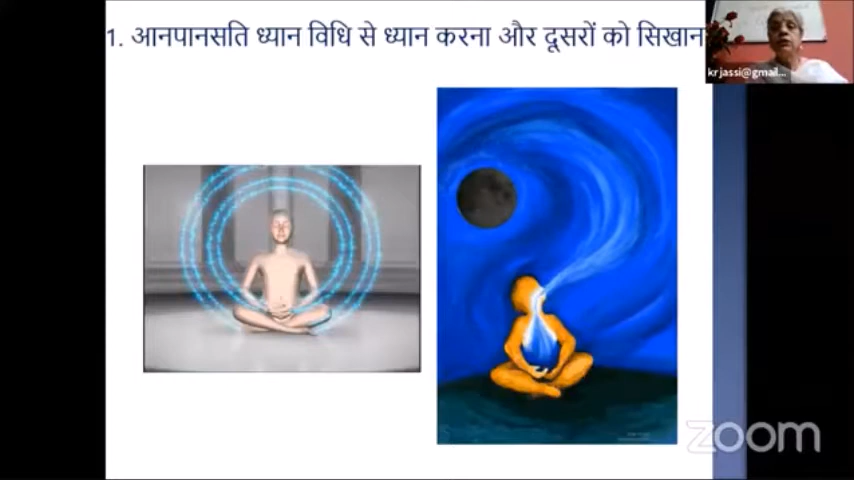 1. आनपानसति ध्यान विधि से ध्यान करना और दूसरों को सिखान
krjassi@gmail...
zoom